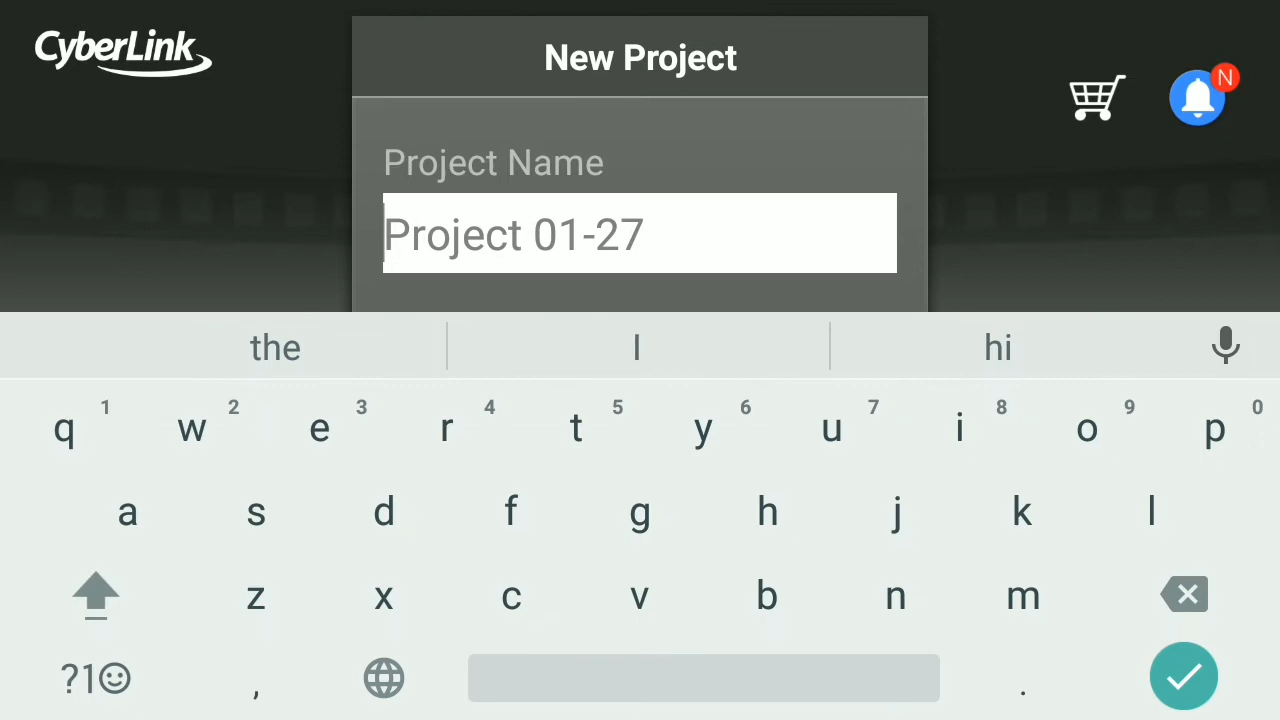 CyberLink
New Project
N
Project Name
Project 01-27
the I hi
q 1 w 2 e 3 r 4 t 5 y 6 u 7 i 8 o 9 p 0
a s d f g h j k l
z x c v b n m
?1☺ , .